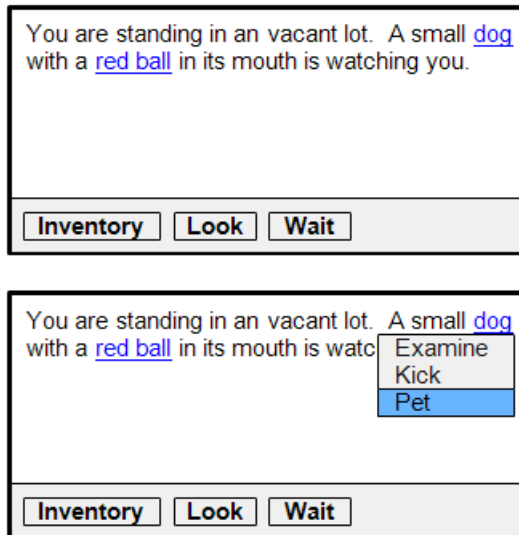 You are standing in an vacant lot. A small dog
with a red ball in its mouth is watching you.
Inventory Look Wait
You are standing in an vacant lot. A small dog
with a red ball in its mouth is watc
Examine
Kick
Pet
Inventory Look Wait